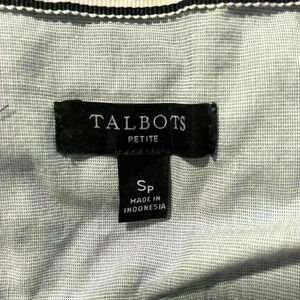 TALBOTS
PETITE
SP
MADE IN
INDONESIA